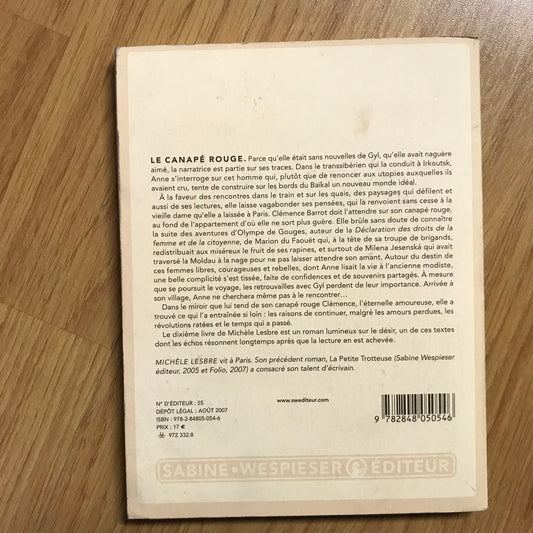 LE CANAPÉ ROUGE. Parce qu'elle était sans nouvelles de Gyl, qu'elle avait naguère
aimé, la narratrice est partie sur ses traces. Dans le transsibérien qui la conduit à Irkoutsk,
Anne s'interroge sur cet homme qui, plutôt que de renoncer aux utopies auxquelles ils
avaient cru, tente de construire sur les bords du Baïkal un nouveau monde idéal.
À la faveur des rencontres dans le train et sur les quais, des paysages qui défilent et
aussi de ses lectures, elle laisse vagabonder ses pensées, qui la renvoient sans cesse à la
vieille dame qu'elle a laissée à Paris. Clémence Barrot doit l'attendre sur son canapé rouge,
au fond de l'appartement d'où elle ne sort plus guère. Elle brûle sans doute de connaître
la suite des aventures d'Olympe de Gouges, auteur de la Déclaration des droits de la
femme et de la citoyenne, de Marion du Faouët qui, à la tête de sa troupe de brigands,
redistribuait aux miséreux le fruit de ses rapines, et surtout de Milena Jesenská qui avait
traversé la Moldau à la nage pour ne pas laisser attendre son amant. Autour du destin de
ces femmes libres, courageuses et rebelles, dont Anne lisait la vie à l'ancienne modiste,
une belle complicité s'est tissée, faite de confidences et de souvenirs partagés. À mesure
que se poursuit le voyage, les retrouvailles avec Gyl perdent de leur importance. Arrivée à
son village, Anne ne cherchera même pas à le rencontrer...
Dans le miroir que lui tend de son canapé rouge Clémence, l'éternelle amoureuse, elle a
trouvé ce qui l'a entraînée si loin : les raisons de continuer, malgré les amours perdues, les
révolutions ratées et le temps qui a passé.
Le dixième livre de Michèle Lesbre est un roman lumineux sur le désir, un de ces textes
dont les échos résonnent longtemps après que la lecture en est achevée.
MICHÈLE LESBRE vit à Paris. Son précédent roman, La Petite Trotteuse (Sabine Wespieser
éditeur, 2005 et Folio, 2007) a consacré son talent d'écrivain.
N° D'ÉDITEUR : 55
DÉPÔT LÉGAL : AOÛT 2007
ISBN : 978-2-84805-054-6
PRIX : 17 €
972 332.8
www.swediteur.com
9 782848 050546
SABINE • WESPIESER ÉDITEUR